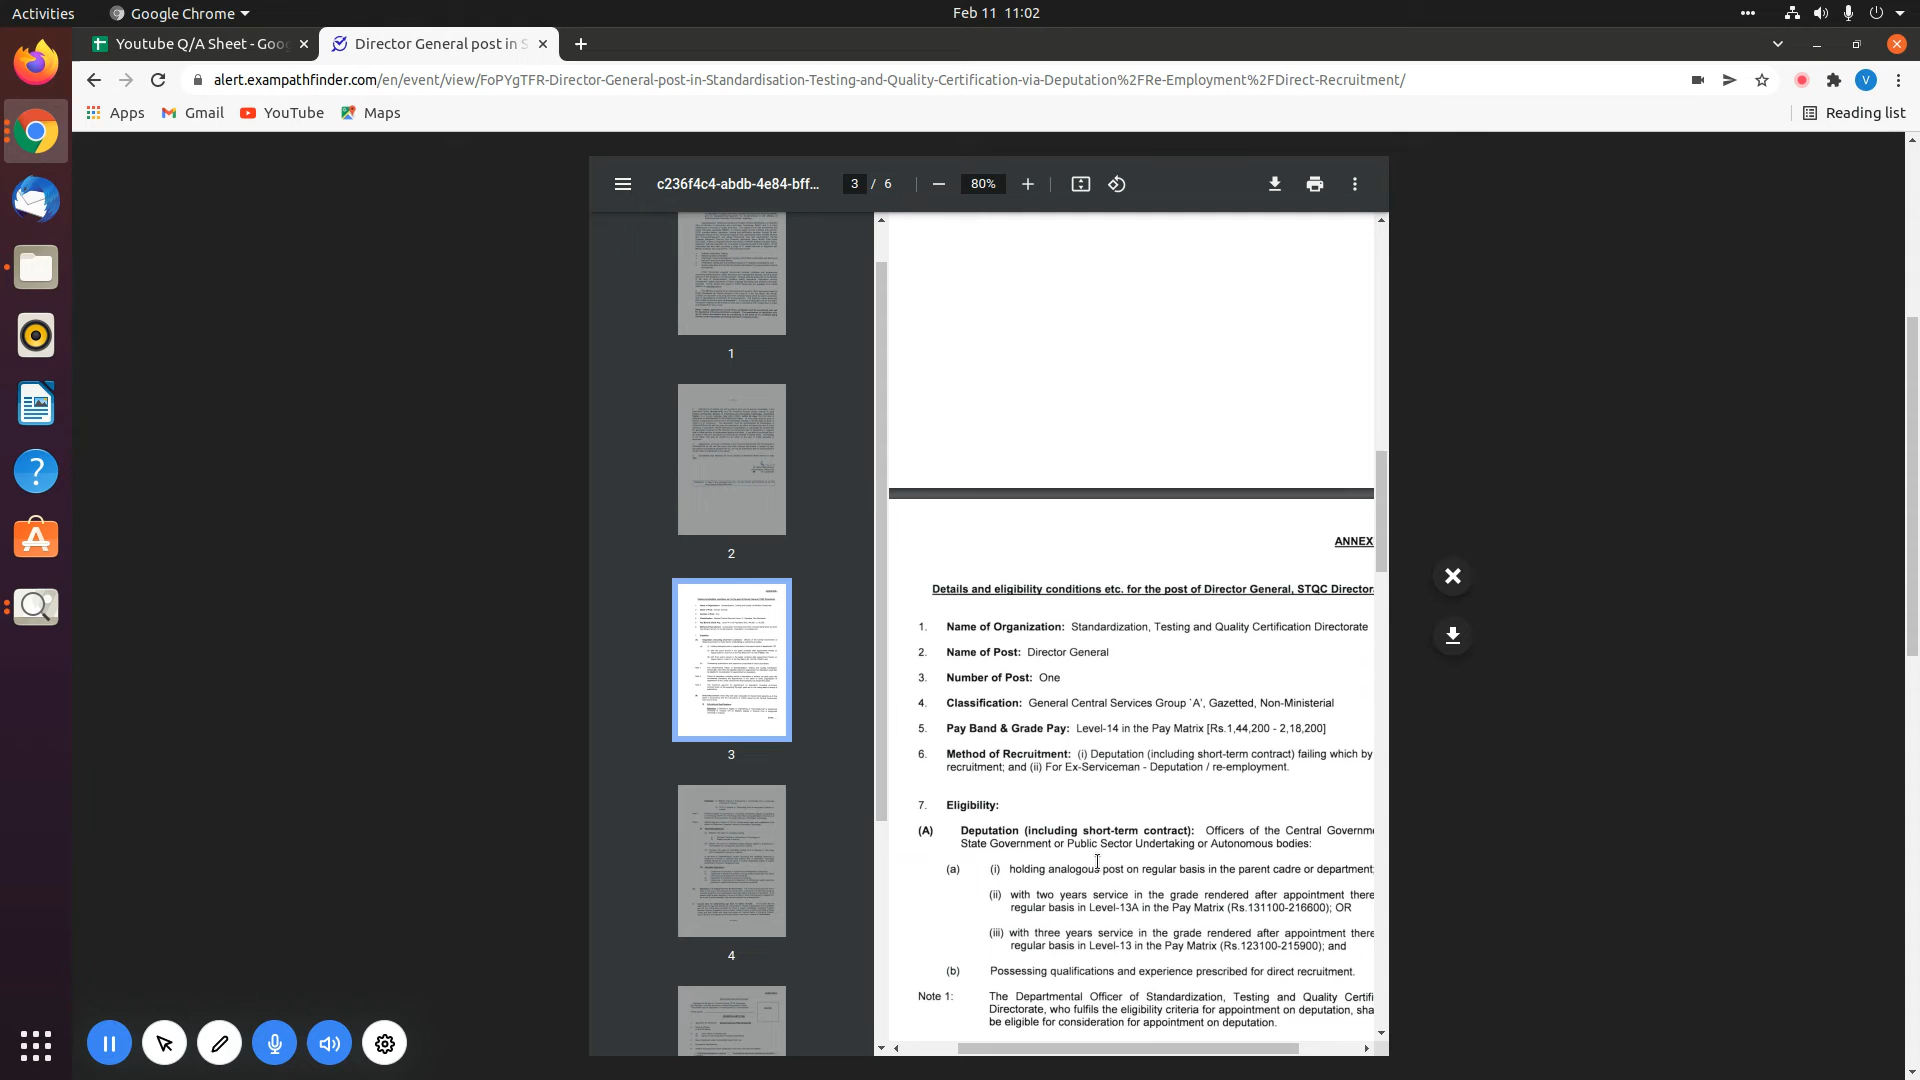 Activities
Google Chrome
Feb 11 11:02
Youtube Q/A Sheet - Goo
Director General post in S
alert.exampathfinder.com/en/event/view/FoPYgTFR-Director-General-post-in-Standardisation-Testing-and-Quality-Certification-via-Deputation%2FRe-Employment%2FDirect-Recruitment/
V
Apps
Gmail
YouTube
Maps
Reading list
c236f4c4-abdb-4e84-bff...
3 / 6
80%
1
2
3
4
ANNEX
Details and eligibility conditions etc. for the post of Director General, STQC Director
1. Name of Organization: Standardization, Testing and Quality Certification Directorate
2. Name of Post: Director General
3. Number of Post: One
4. Classification: General Central Services Group `A', Gazetted, Non-Ministerial
5. Pay Band & Grade Pay: Level-14 in the Pay Matrix [Rs.1,44,200 - 2,18,200]
6. Method of Recruitment: (i) Deputation (including short-term contract) failing which by
recruitment; and (ii) For Ex-Serviceman - Deputation / re-employment.
7. Eligibility:
(A) Deputation (including short-term contract): Officers of the Central Governme
State Government or Public Sector Undertaking or Autonomous bodies:
(a) (i) holding analogous post on regular basis in the parent cadre or department;
(ii) with two years service in the grade rendered after appointment there
regular basis in Level-13A in the Pay Matrix (Rs.131100-216600); OR
(iii) with three years service in the grade rendered after appointment there
regular basis in Level-13 in the Pay Matrix (Rs.123100-215900); and
(b) Possessing qualifications and experience prescribed for direct recruitment.
Note 1: The Departmental Officer of Standardization, Testing and Quality Certifi
Directorate, who fulfils the eligibility criteria for appointment on deputation, sha
be eligible for consideration for appointment on deputation.